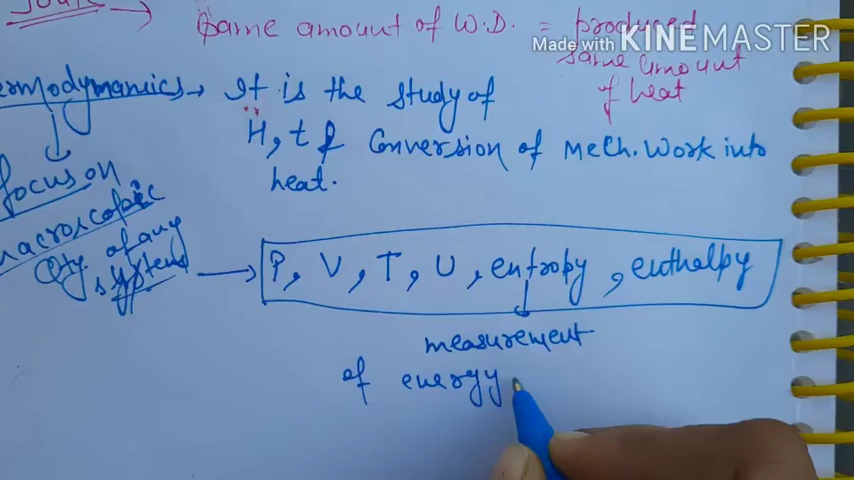 Same amount of W.D. = produced
same amount
of heat
Made with KINEMASTER
ermodymamics → It is the study of
H, t & Conversion of Mech. Work into
heat.
focus on
macroscopic
Qty. of any
system → P, V, T, U, entropy, enthalpy
measurement
of energy